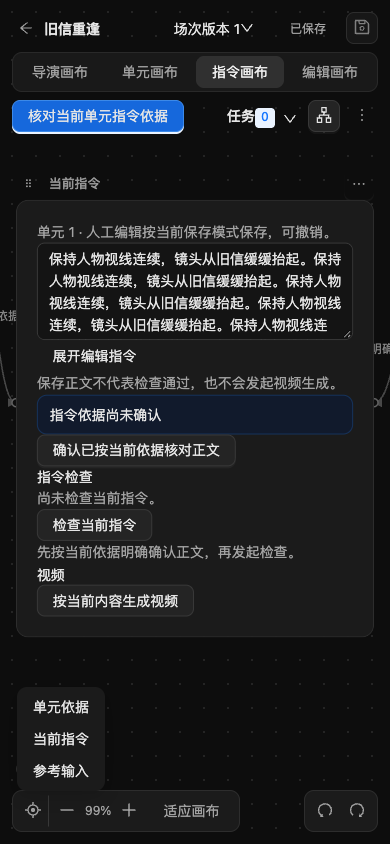 旧信重逢
场次版本 1
已保存
导演画布
单元画布
指令画布
编辑画布
核对当前单元指令依据
任务 0
当前指令
单元 1 · 人工编辑按当前保存模式保存，可撤销。
保持人物视线连续，镜头从旧信缓缓抬起。保持
人物视线连续，镜头从旧信缓缓抬起。保持人物
视线连续，镜头从旧信缓缓抬起。保持人物视线
连续，镜头从旧信缓缓抬起。保持人物视线连
依据
明确
展开编辑指令
保存正文不代表检查通过，也不会发起视频生成。
指令依据尚未确认
确认已按当前依据核对正文
指令检查
尚未检查当前指令。
检查当前指令
先按当前依据明确确认正文，再发起检查。
视频
按当前内容生成视频
单元依据
当前指令
参考输入
99%
适应画布